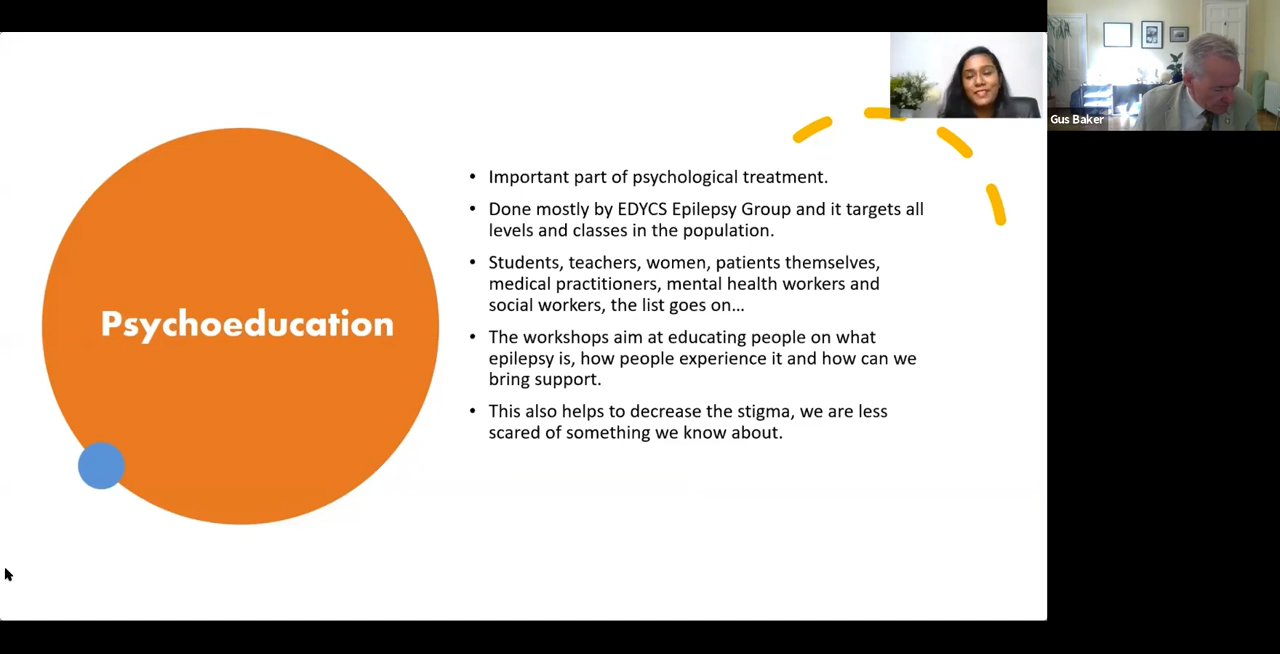 Gus Baker
Psychoeducation
• Important part of psychological treatment.
• Done mostly by EDYCS Epilepsy Group and it targets all
levels and classes in the population.
• Students, teachers, women, patients themselves,
medical practitioners, mental health workers and
social workers, the list goes on…
• The workshops aim at educating people on what
epilepsy is, how people experience it and how can we
bring support.
• This also helps to decrease the stigma, we are less
scared of something we know about.